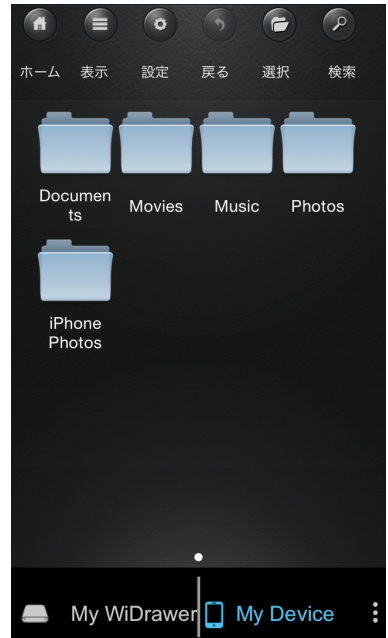 ホーム 表示 設定 戻る 選択 検索
Documen
ts
Movies Music Photos
iPhone
Photos
My WiDrawer My Device